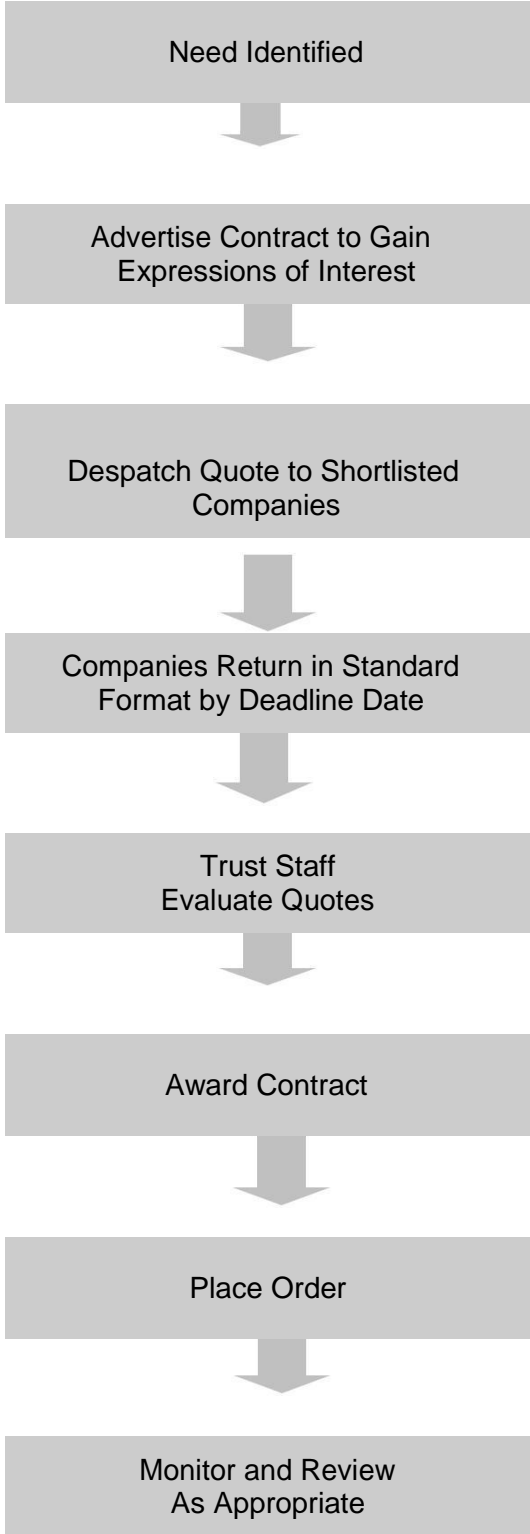 Need Identified
Advertise Contract to Gain
Expressions of Interest
Despatch Quote to Shortlisted
Companies
Companies Return in Standard
Format by Deadline Date
Trust Staff
Evaluate Quotes
Award Contract
Place Order
Monitor and Review
As Appropriate